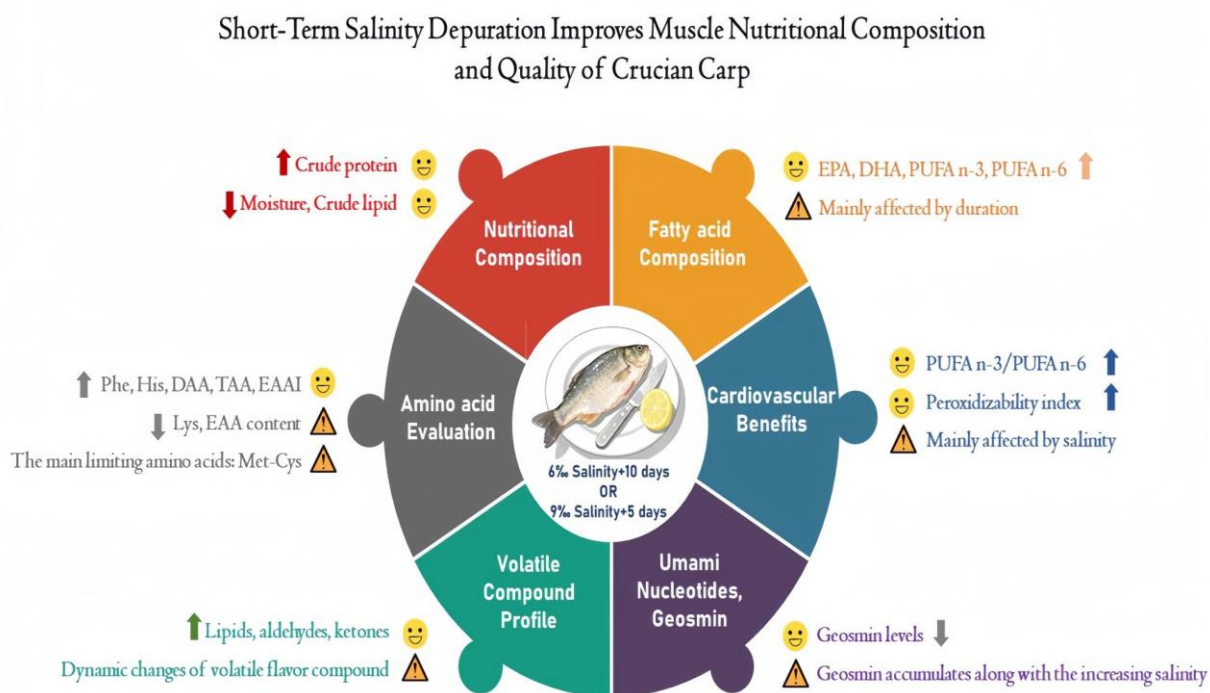 Short-Term Salinity Depuration Improves Muscle Nutritional Composition
and Quality of Crucian Carp
Crude protein
Moisture, Crude lipid
Nutritional
Composition
Fatty acid
Composition
EPA, DHA, PUFA n-3, PUFA n-6
Mainly affected by duration
Phe, His, DAA, TAA, EAAI
Lys, EAA content
The main limiting amino acids: Met-Cys
Amino acid
Evaluation
6‰ Salinity+10 days
OR
9‰ Salinity+5 days
Cardiovascular
Benefits
PUFA n-3/PUFA n-6
Peroxidizability index
Mainly affected by salinity
Volatile
Compound
Profile
Umami
Nucleotides,
Geosmin
Lipids, aldehydes, ketones
Dynamic changes of volatile flavor compound
Geosmin levels
Geosmin accumulates along with the increasing salinity